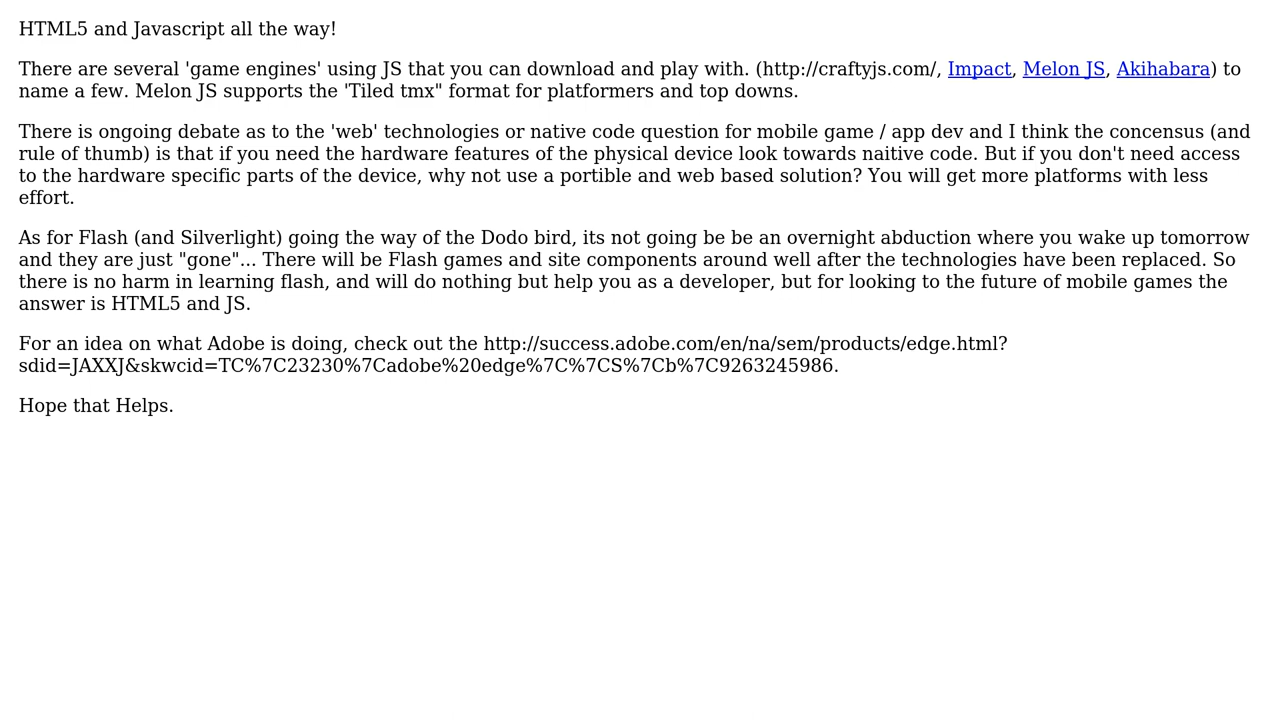 HTML5 and Javascript all the way!
There are several 'game engines' using JS that you can download and play with. (http://craftyjs.com/, Impact, Melon JS, Akihabara) to
name a few. Melon JS supports the 'Tiled tmx" format for platformers and top downs.
There is ongoing debate as to the 'web' technologies or native code question for mobile game / app dev and I think the concensus (and
rule of thumb) is that if you need the hardware features of the physical device look towards naitive code. But if you don't need access
to the hardware specific parts of the device, why not use a portible and web based solution? You will get more platforms with less
effort.
As for Flash (and Silverlight) going the way of the Dodo bird, its not going be be an overnight abduction where you wake up tomorrow
and they are just "gone"... There will be Flash games and site components around well after the technologies have been replaced. So
there is no harm in learning flash, and will do nothing but help you as a developer, but for looking to the future of mobile games the
answer is HTML5 and JS.
For an idea on what Adobe is doing, check out the http://success.adobe.com/en/na/sem/products/edge.html?
sdid=JAXXJ&skwcid=TC%7C23230%7Cadobe%20edge%7C%7CS%7Cb%7C9263245986.
Hope that Helps.